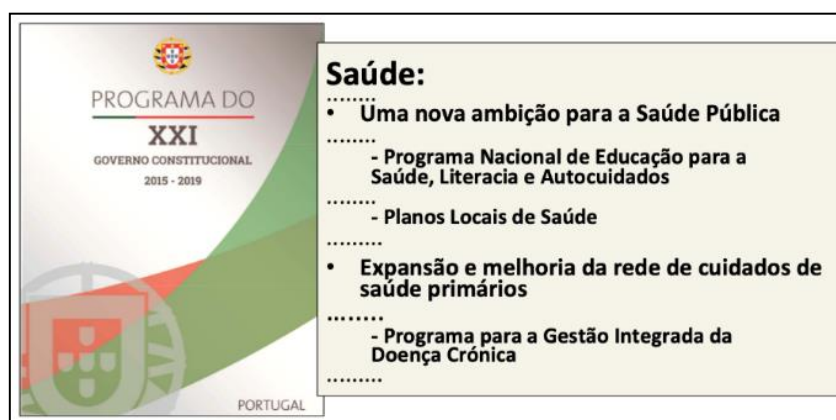 PROGRAMA DO
XXI
GOVERNO CONSTITUCIONAL
2015 - 2019
PORTUGAL
Saúde:
........
• Uma nova ambição para a Saúde Pública
........
- Programa Nacional de Educação para a
Saúde, Literacia e Autocuidados
........
- Planos Locais de Saúde
.........
• Expansão e melhoria da rede de cuidados de
saúde primários
........
- Programa para a Gestão Integrada da
Doença Crónica
.........